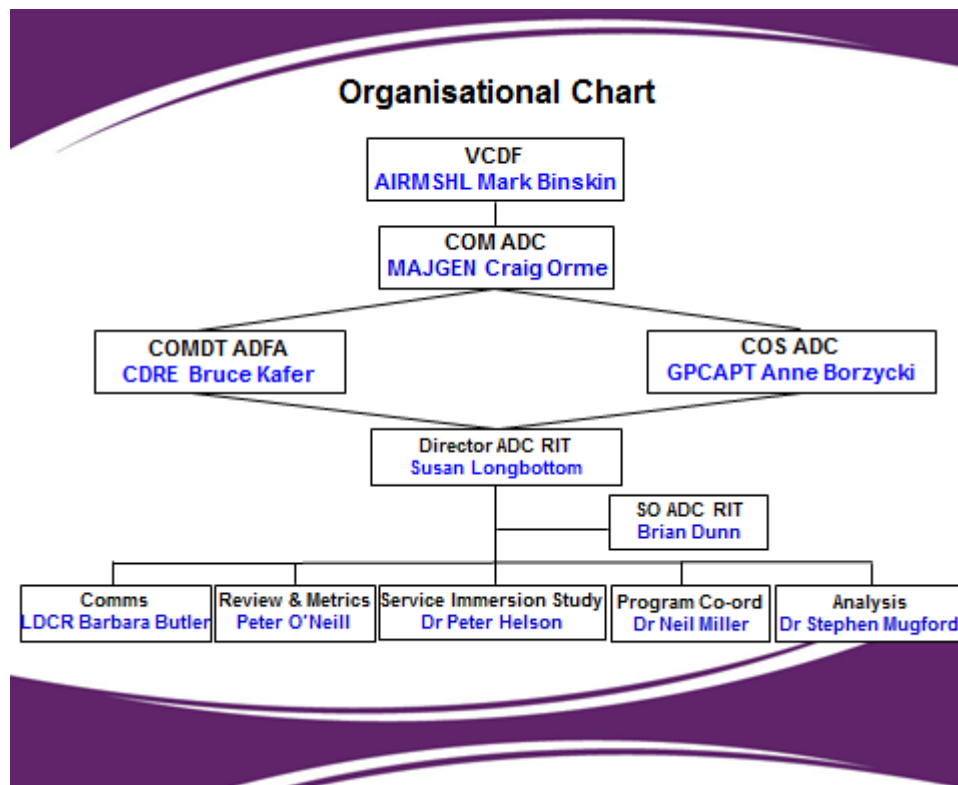 Organisational Chart
VCDF
AIRMSHL Mark Binskin
COM ADC
MAJGEN Craig Orme
COMDT ADFA
CDRE Bruce Kafer
COS ADC
GPCAPT Anne Borzycki
Director ADC RIT
Susan Longbottom
SO ADC RIT
Brian Dunn
Comms
LDCR Barbara Butler
Review & Metrics
Peter O'Neill
Service Immersion Study
Dr Peter Helson
Program Co-ord
Dr Neil Miller
Analysis
Dr Stephen Mugford